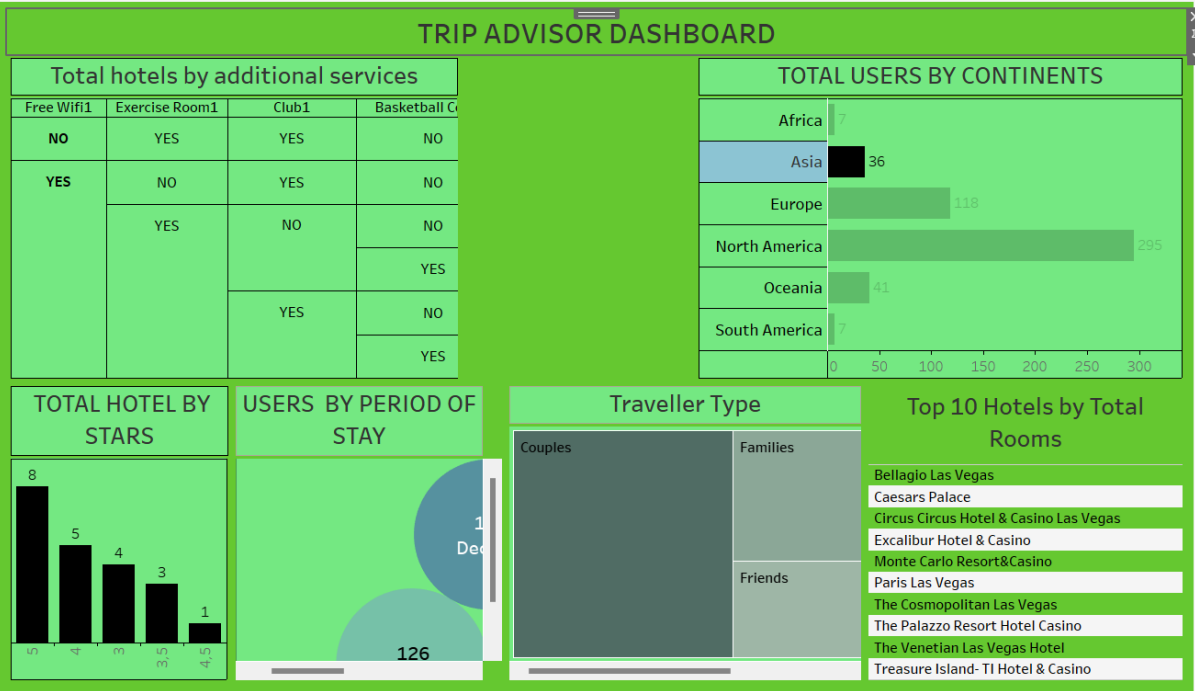 TRIP ADVISOR DASHBOARD
Total hotels by additional services
Free Wifi1 Exercise Room1 Club1 Basketball
NO YES YES NO
YES NO YES NO
YES NO NO
YES
YES NO
YES
TOTAL USERS BY CONTINENTS
Africa 7
Asia 36
Europe 118
North America 295
Oceania 41
South America 7
0 50 100 150 200 250 300
TOTAL HOTEL BY
STARS
8
5
4
3
1
5 4 3 3,5 4,5
USERS BY PERIOD OF
STAY
126
Traveller Type
Couples
Families
Friends
Top 10 Hotels by Total
Rooms
Bellagio Las Vegas
Caesars Palace
Circus Circus Hotel & Casino Las Vegas
Excalibur Hotel & Casino
Monte Carlo Resort&Casino
Paris Las Vegas
The Cosmopolitan Las Vegas
The Palazzo Resort Hotel Casino
The Venetian Las Vegas Hotel
Treasure Island- TI Hotel & Casino